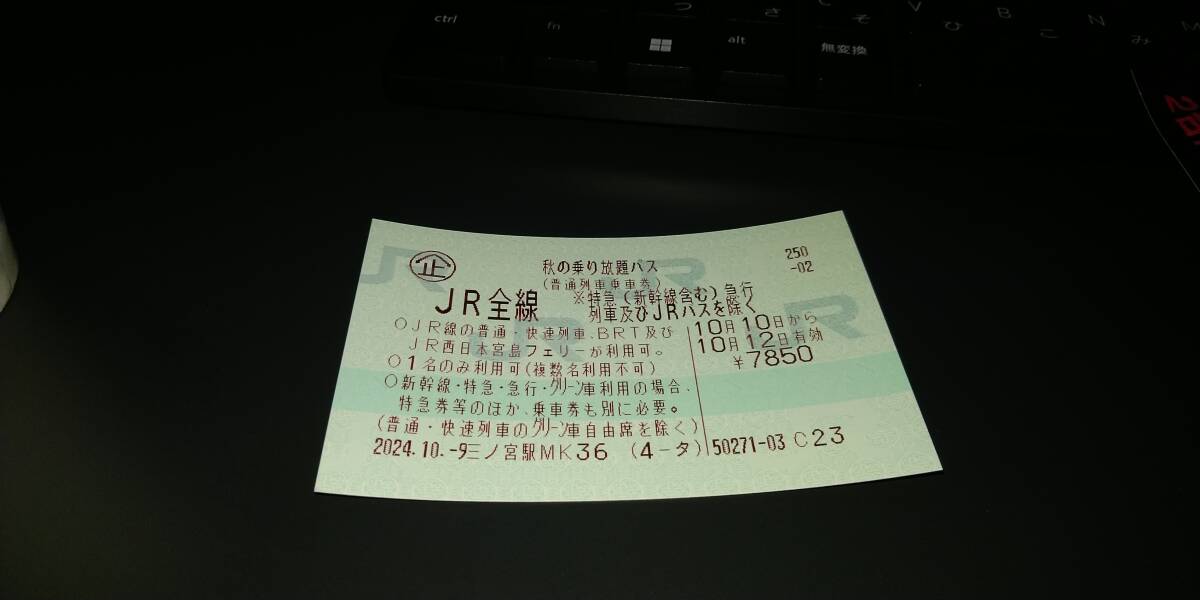 ctrl
fn
alt
無変換
つ
さ
C そ
V ひ
B こ
N み
M
企
秋の乗り放題パス
250
-02
(普通列車乗車券)
JR全線
※特急(新幹線含む)急行
列車及びJRバスを除く
○JR線の普通・快速列車、BRT及び
JR西日本宮島フェリーが利用可。
○1名のみ利用可(複数名利用不可)
○新幹線・特急・急行・グリーン車利用の場合、
特急券等のほか、乗車券も別に必要。
(普通・快速列車のグリーン車自由席を除く)
10月10日から
10月12日有効
¥7850
2024.10.-9三ノ宮駅MK36 (4-タ)
50271-03 C23